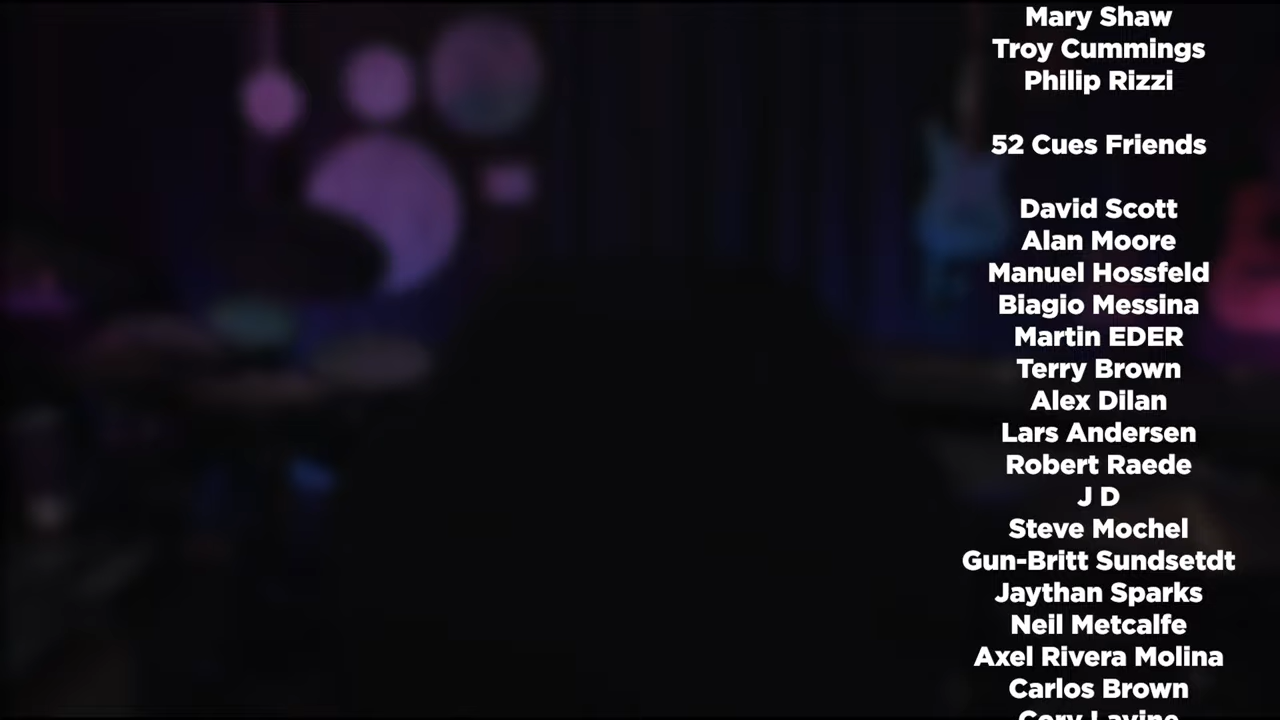 Mary Shaw
Troy Cummings
Philip Rizzi
52 Cues Friends
David Scott
Alan Moore
Manuel Hossfeld
Biagio Messina
Martin EDER
Terry Brown
Alex Dilan
Lars Andersen
Robert Raede
J D
Steve Mochel
Gun-Britt Sundsetdt
Jaythan Sparks
Neil Metcalfe
Axel Rivera Molina
Carlos Brown
Cory Lavine